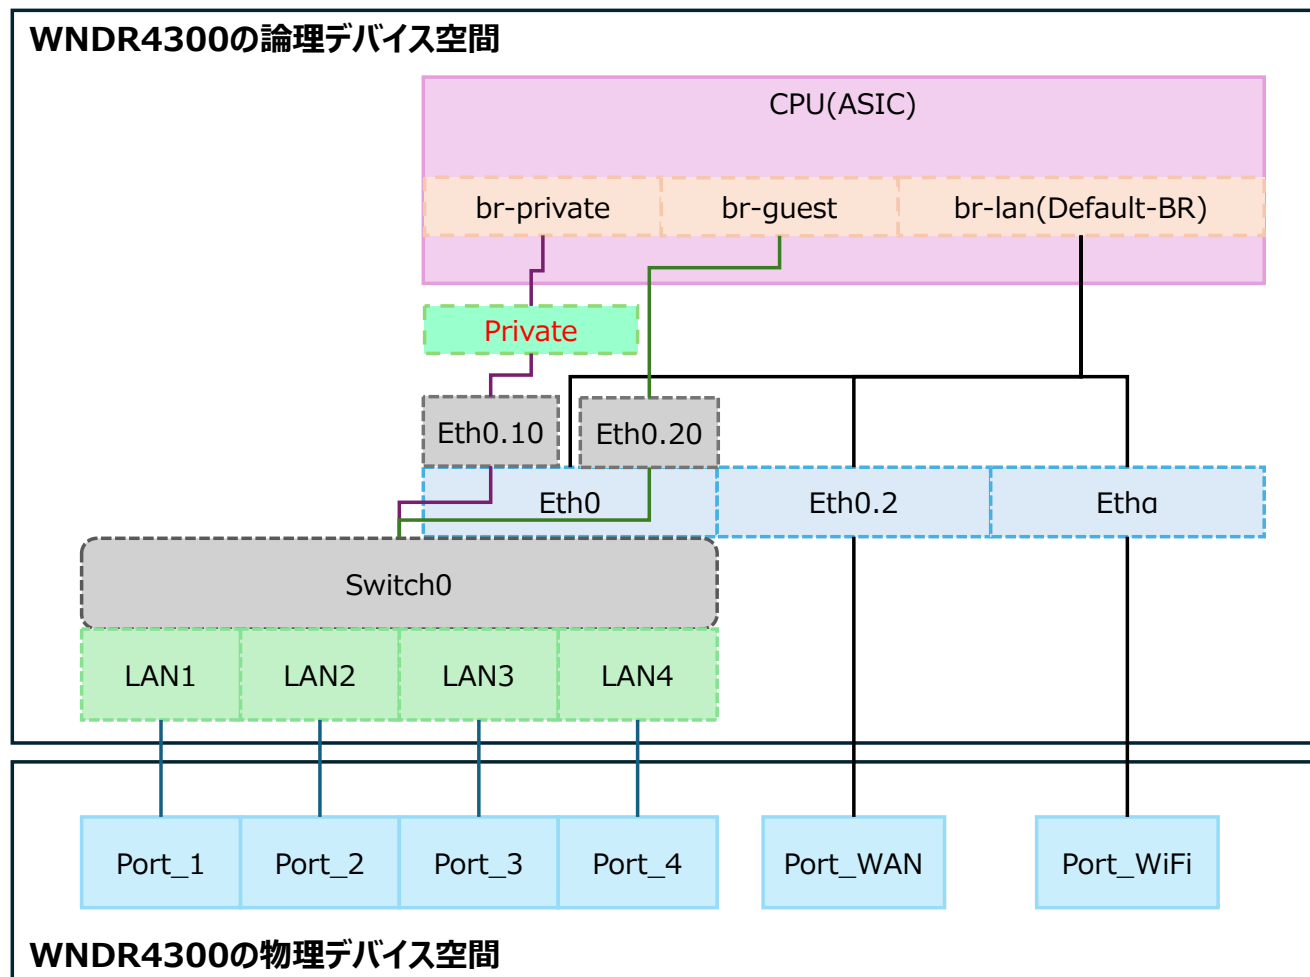 WNDR4300の論理デバイス空間
CPU(ASIC)
br-private
br-guest
br-lan(Default-BR)
Private
Eth0.10
Eth0.20
Eth0
Eth0.2
Ethα
Switch0
LAN1
LAN2
LAN3
LAN4
Port_1
Port_2
Port_3
Port_4
Port_WAN
Port_WiFi
WNDR4300の物理デバイス空間